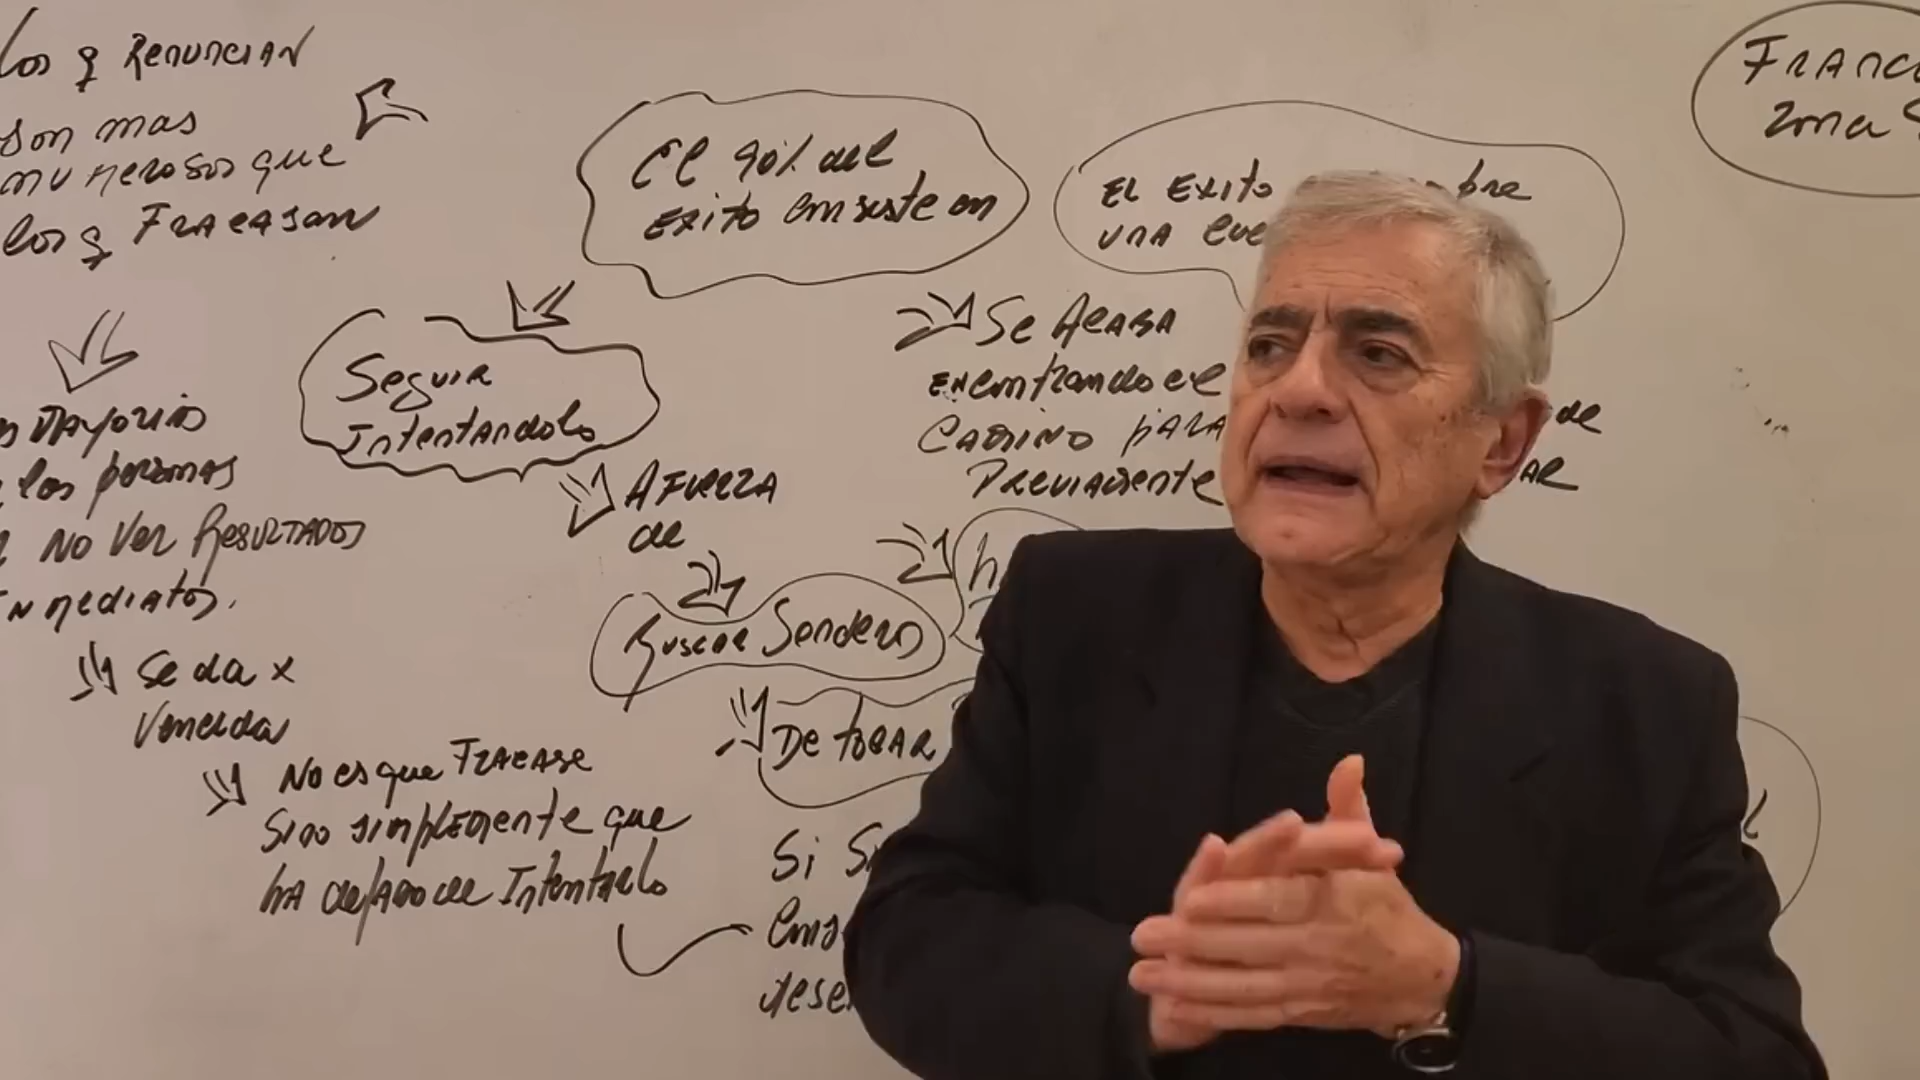 los q Renuncian
son mas
numerosos que
los q Fracasan
Mayoria
los personas
no ver Resultados
Inmediatos.
Se da x
Vencida
No es que Fracase
Sino simplemente que
ha dejado de Intentarlo
El 90% del
Exito consiste en
Seguir
Intentandolo
A Fuerza
de
Buscar Senderos
De tocar
Si
El Exito
una
Se Acaba
encontrando el
Camino para
Previamente
de
Zona